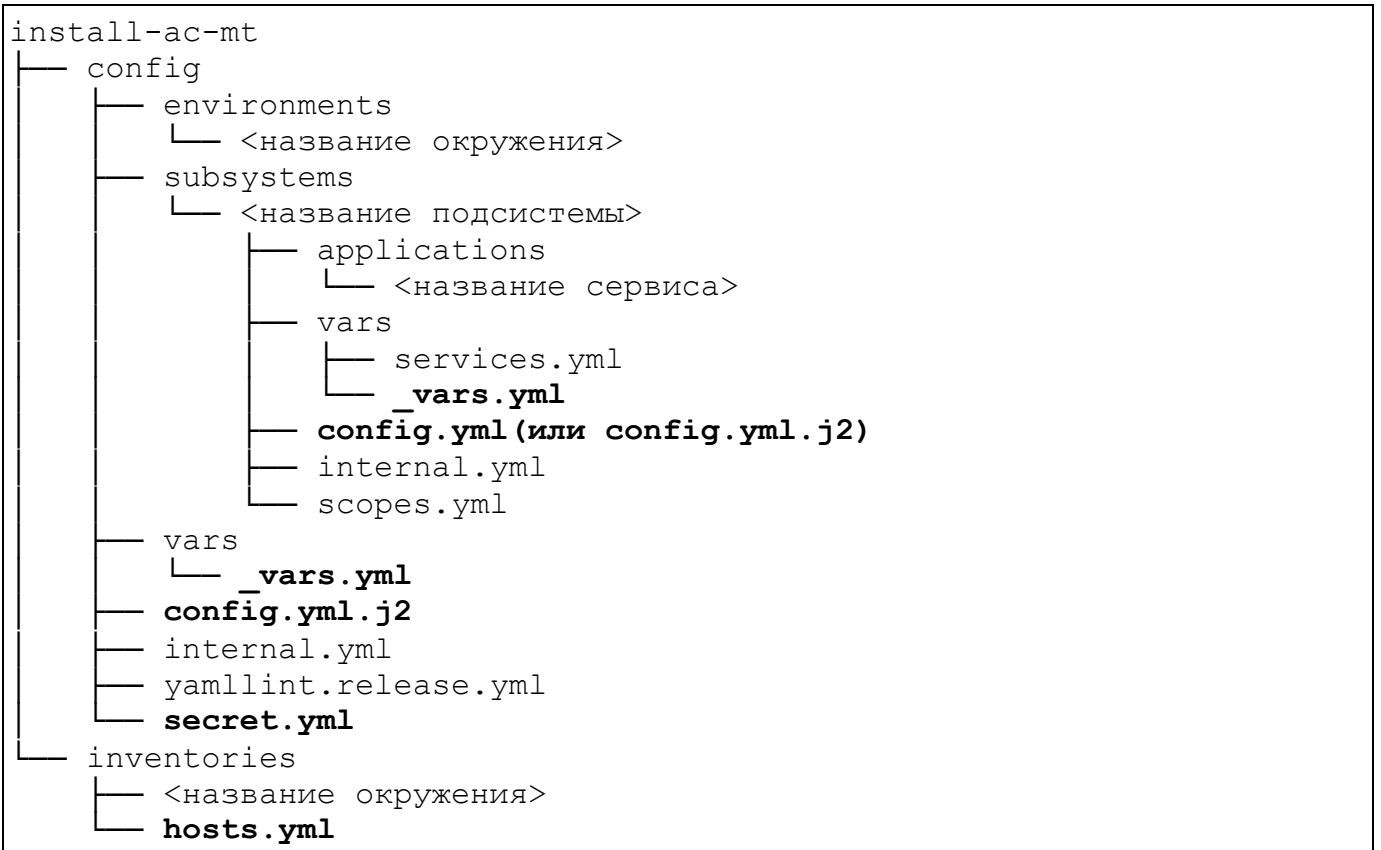 install-ac-mt
├── config
│   ├── environments
│   │   └── <название окружения>
│   ├── subsystems
│   │   └── <название подсистемы>
│   │       ├── applications
│   │       │   └── <название сервиса>
│   │       ├── vars
│   │       │   ├── services.yml
│   │       │   └── _vars.yml
│   │       ├── config.yml(или config.yml.j2)
│   │       ├── internal.yml
│   │       └── scopes.yml
│   ├── vars
│   │   └── _vars.yml
│   ├── config.yml.j2
│   ├── internal.yml
│   ├── yamllint.release.yml
│   └── secret.yml
└── inventories
    ├── <название окружения>
    └── hosts.yml